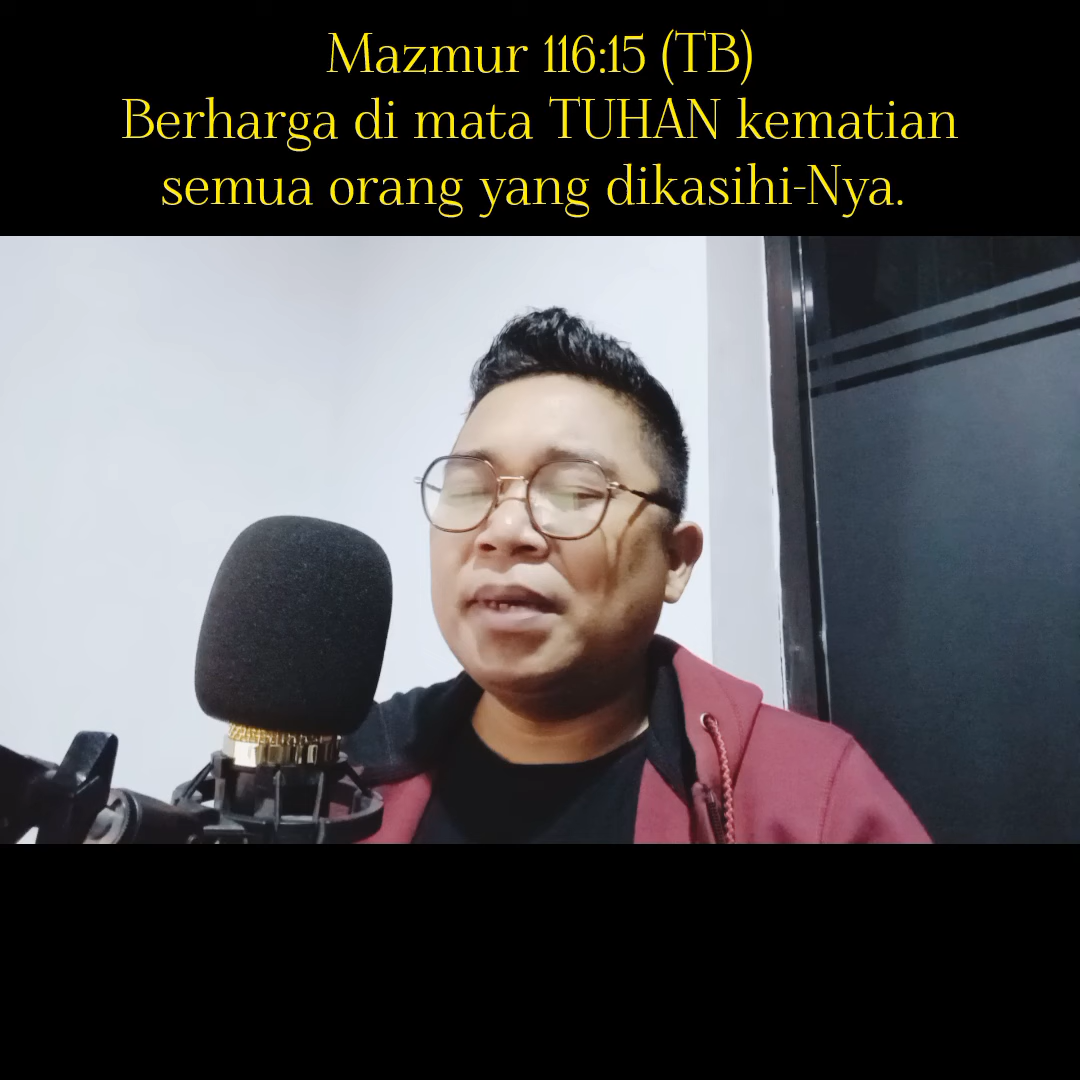 Mazmur 116:15 (TB)
Berharga di mata TUHAN kematian
semua orang yang dikasihi-Nya.